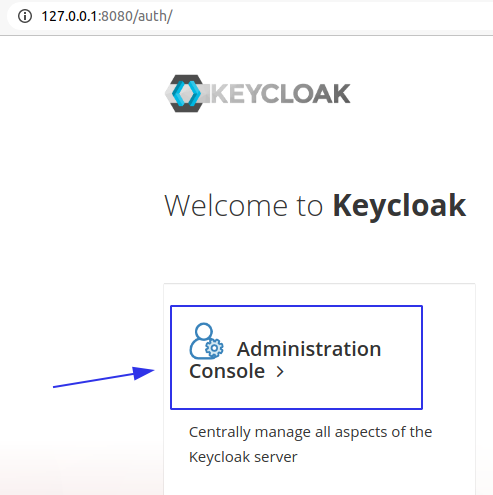 127.0.0.1:8080/auth/
KEYCLOAK
Welcome to Keycloak
Administration
Console >
Centrally manage all aspects of the
Keycloak server